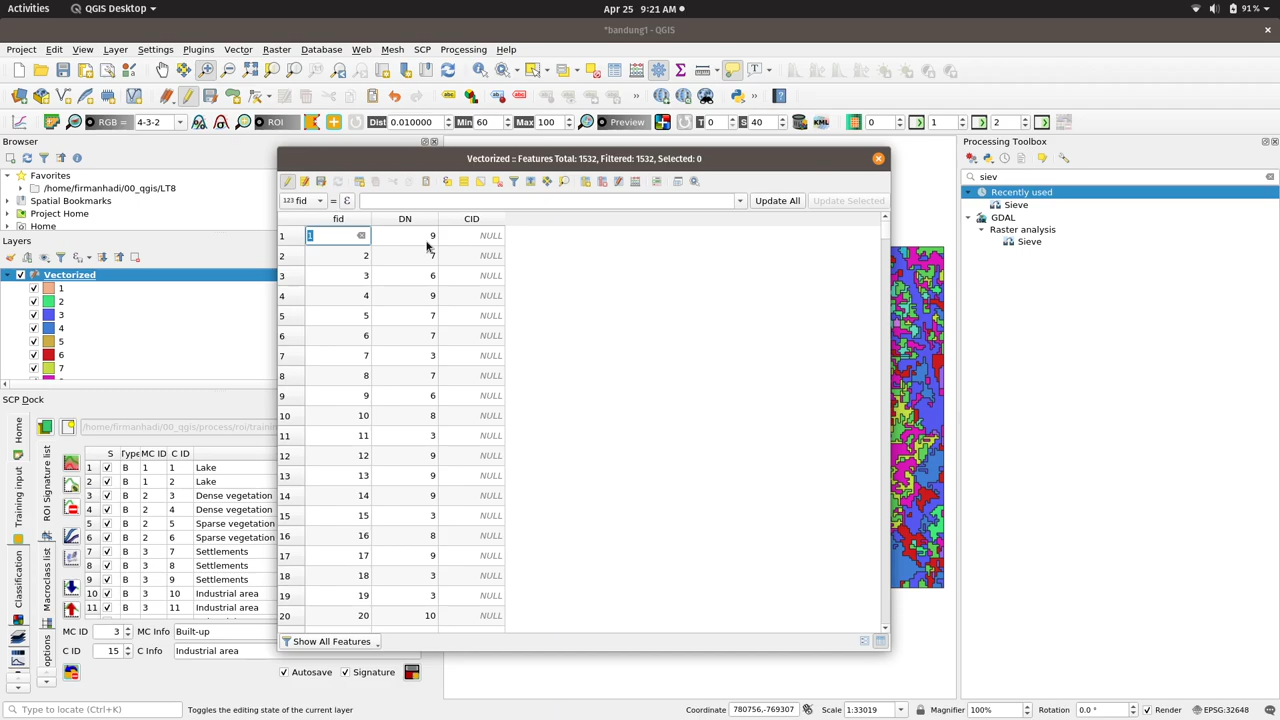 Activities QGIS Desktop Apr 25 9:21 AM 91%
*bandung1 - QGIS
Project Edit View Layer Settings Plugins Vector Raster Database Web Mesh SCP Processing Help
RGB = 4-3-2 ROI Dist 0.010000 Min 60 Max 100 Preview T 0 S 40 0 1 2
Browser
Favorites
/home/firmanhadi/00_qgis/LT8
Spatial Bookmarks
Project Home
Home
Layers
Vectorized
1
2
3
4
5
6
7
SCP Dock
/home/firmanhadi/00_qgis/process/roi/trainin
Home
Training input
Classification
ROI Signature list
Macroclass list
options
S Type MC ID C ID
1 B 1 1 Lake
2 B 1 2 Lake
3 B 2 3 Dense vegetation
4 B 2 4 Dense vegetation
5 B 2 5 Sparse vegetation
6 B 2 6 Sparse vegetation
7 B 3 7 Settlements
8 B 3 8 Settlements
9 B 3 9 Settlements
10 B 3 10 Industrial area
11 B 3 11 Industrial area
MC ID 3 MC Info Built-up
C ID 15 C Info Industrial area
Autosave Signature
Vectorized :: Features Total: 1532, Filtered: 1532, Selected: 0
123 fid = ε Update All Update Selected
fid DN CID
1 1 9 NULL
2 2 7 NULL
3 3 6 NULL
4 4 9 NULL
5 5 7 NULL
6 6 7 NULL
7 7 3 NULL
8 8 7 NULL
9 9 6 NULL
10 10 8 NULL
11 11 3 NULL
12 12 9 NULL
13 13 9 NULL
14 14 9 NULL
15 15 3 NULL
16 16 8 NULL
17 17 9 NULL
18 18 3 NULL
19 19 3 NULL
20 20 10 NULL
Show All Features
Processing Toolbox
siev
Recently used
Sieve
GDAL
Raster analysis
Sieve
Type to locate (Ctrl+K) Toggles the editing state of the current layer Coordinate 780756,-769307 Scale 1:33019 Magnifier 100% Rotation 0.0 ° Render EPSG:32648